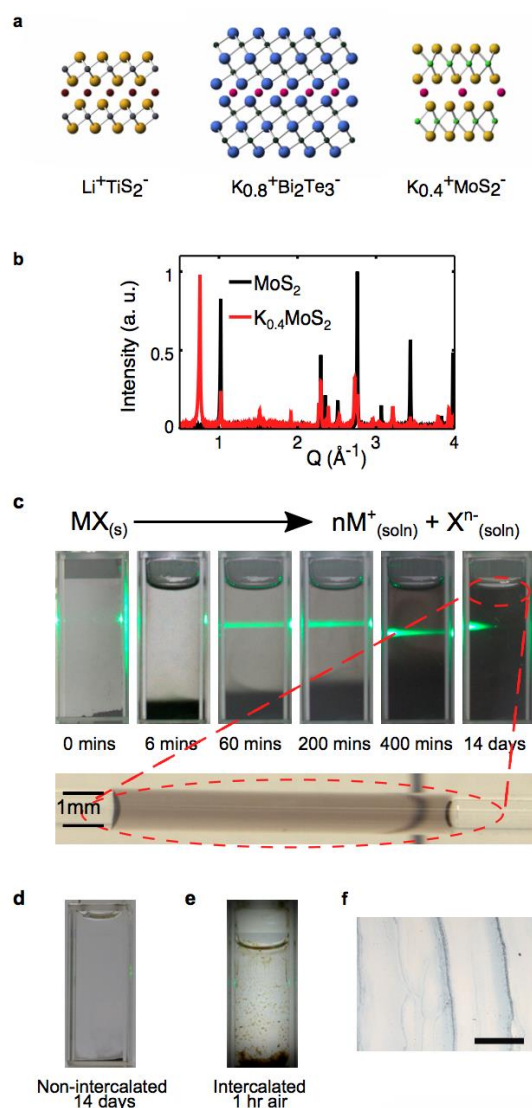 a
Li+TiS2-
K0.8+Bi2Te3-
K0.4+MoS2-
b
Intensity (a. u.)
1
0.5
0
MoS2
K0.4MoS2
1 2 3 4
Q (Å-1)
c
MX(s) nM+(soln) + Xn-(soln)
0 mins 6 mins 60 mins 200 mins 400 mins 14 days
1mm
d e f
Non-intercalated
14 days
Intercalated
1 hr air